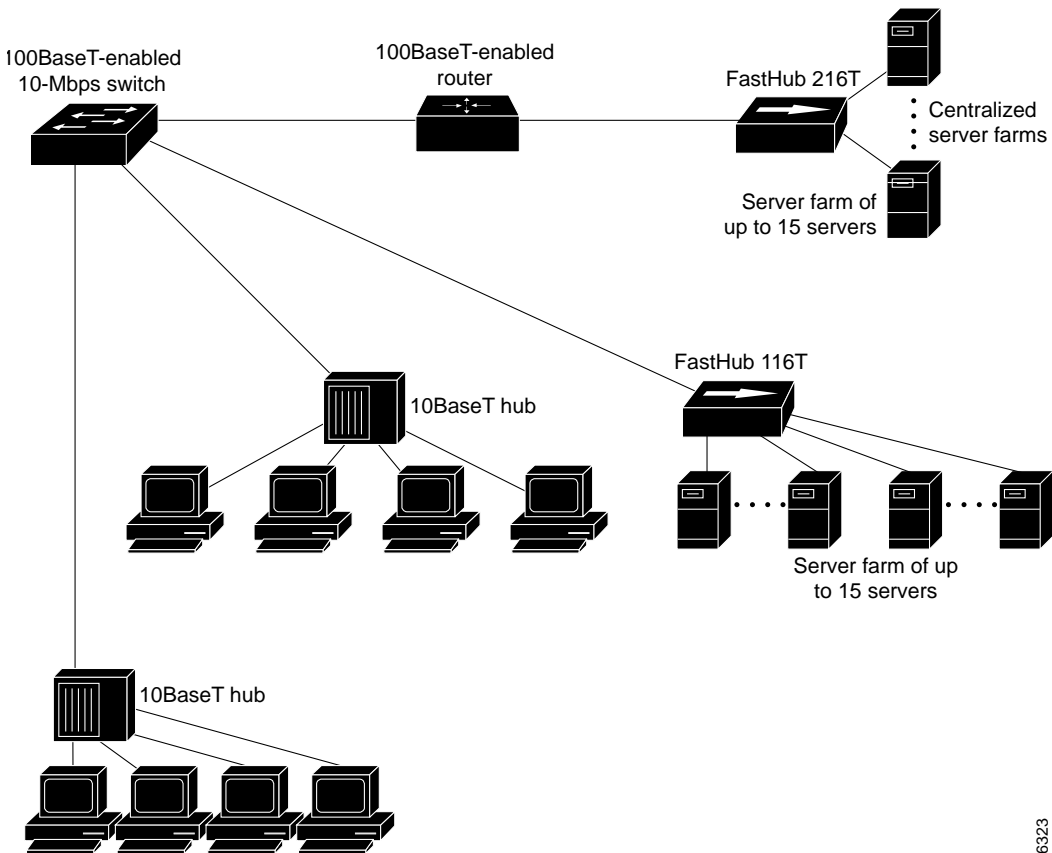 100BaseT-enabled
10-Mbps switch
100BaseT-enabled
router
FastHub 216T
Centralized
server farms
Server farm of
up to 15 servers
FastHub 116T
10BaseT hub
Server farm of up
to 15 servers
10BaseT hub
6323